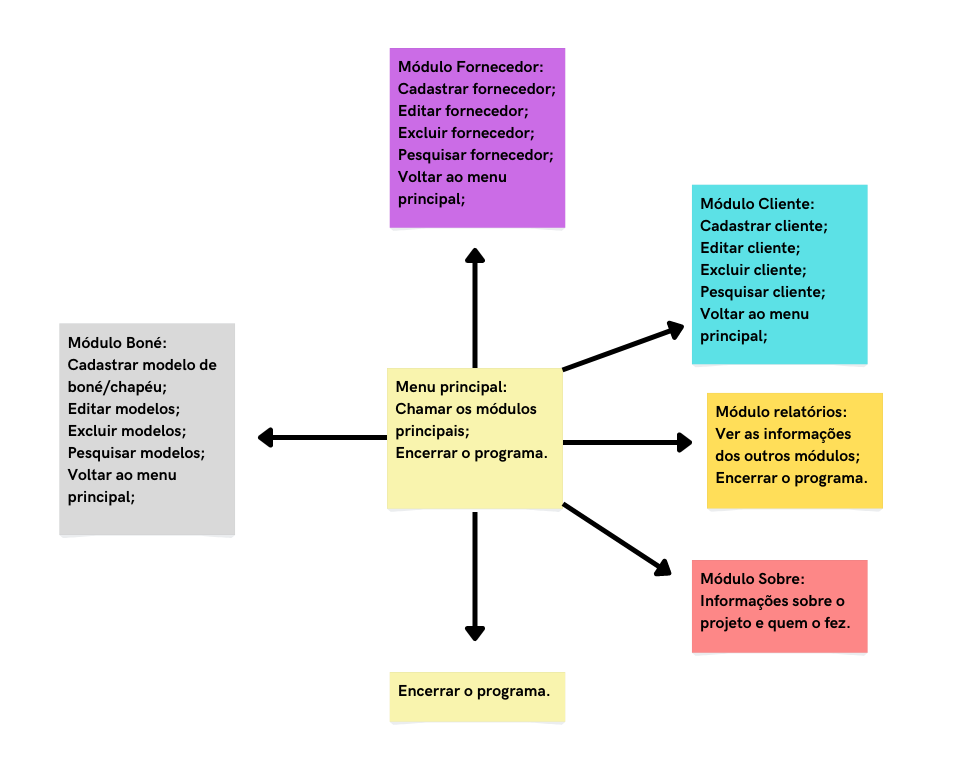 Módulo Fornecedor:
Cadastrar fornecedor;
Editar fornecedor;
Excluir fornecedor;
Pesquisar fornecedor;
Voltar ao menu
principal;
Módulo Cliente:
Cadastrar cliente;
Editar cliente;
Excluir cliente;
Pesquisar cliente;
Voltar ao menu
principal;
Módulo Boné:
Cadastrar modelo de
boné/chapéu;
Editar modelos;
Excluir modelos;
Pesquisar modelos;
Voltar ao menu
principal;
Menu principal:
Chamar os módulos
principais;
Encerrar o programa.
Módulo relatórios:
Ver as informações
dos outros módulos;
Encerrar o programa.
Módulo Sobre:
Informações sobre o
projeto e quem o fez.
Encerrar o programa.